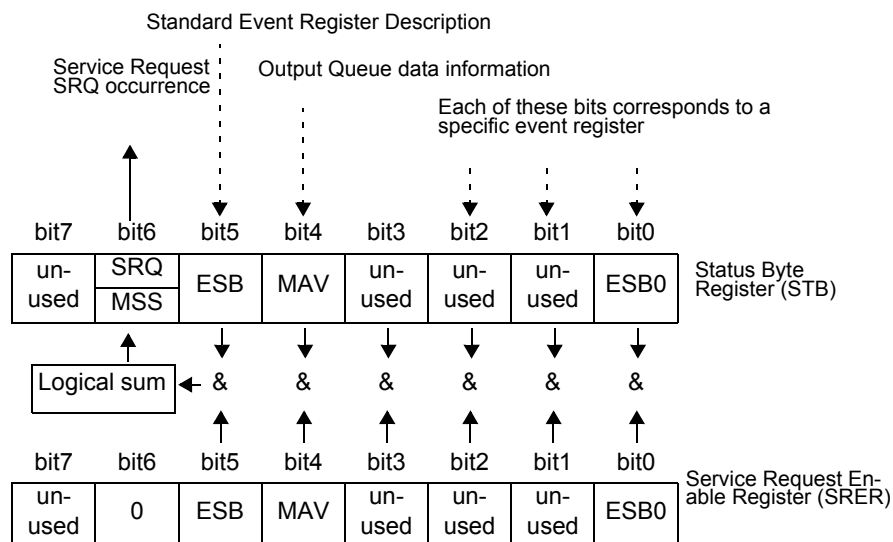 Standard Event Register Description
Service Request
SRQ occurrence
Output Queue data information
Each of these bits corresponds to a
specific event register
bit7 bit6 bit5 bit4 bit3 bit2 bit1 bit0
un-
used
SRQ
MSS
ESB
MAV
un-
used
un-
used
un-
used
ESB0
Status Byte
Register (STB)
Logical sum
& & & & & &
bit7 bit6 bit5 bit4 bit3 bit2 bit1 bit0
un-
used
0
ESB
MAV
un-
used
un-
used
un-
used
ESB0
Service Request En-
able Register (SRER)